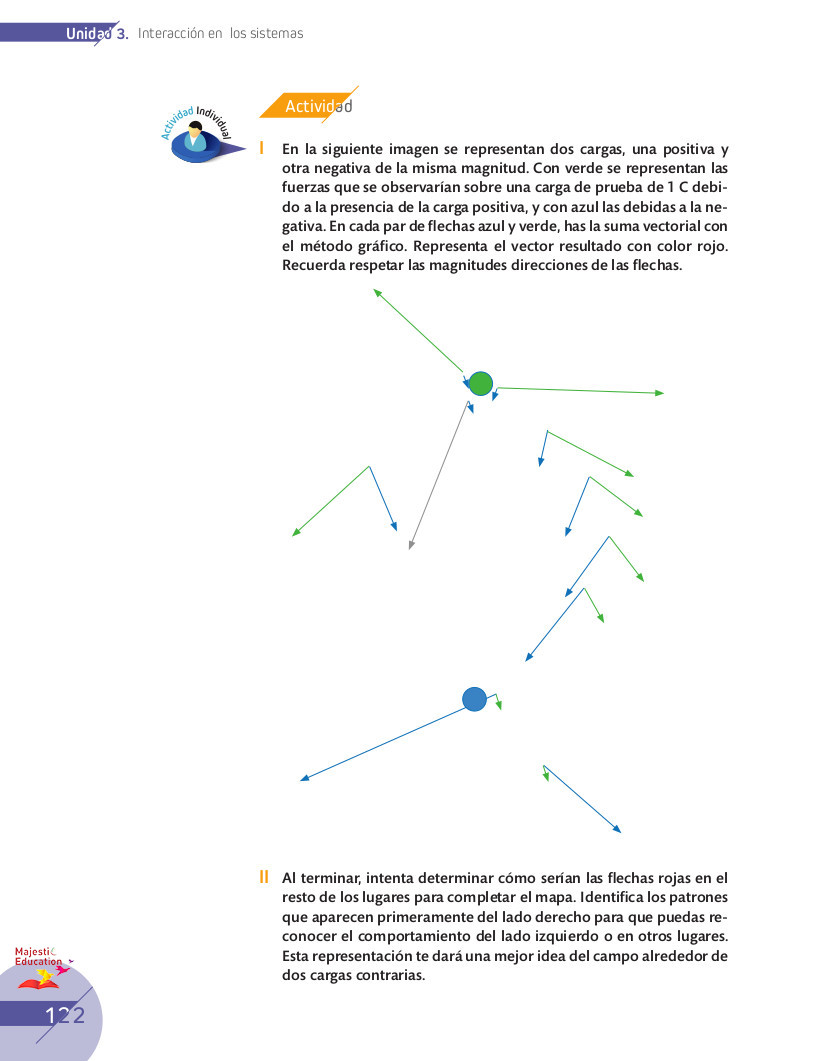 Unidad 3. Interacción en los sistemas
Actividad
Actividad Individual
I En la siguiente imagen se representan dos cargas, una positiva y
otra negativa de la misma magnitud. Con verde se representan las
fuerzas que se observarían sobre una carga de prueba de 1 C debi-
do a la presencia de la carga positiva, y con azul las debidas a la ne-
gativa. En cada par de flechas azul y verde, has la suma vectorial con
el método gráfico. Representa el vector resultado con color rojo.
Recuerda respetar las magnitudes direcciones de las flechas.
II Al terminar, intenta determinar cómo serían las flechas rojas en el
resto de los lugares para completar el mapa. Identifica los patrones
que aparecen primeramente del lado derecho para que puedas re-
conocer el comportamiento del lado izquierdo o en otros lugares.
Esta representación te dará una mejor idea del campo alrededor de
dos cargas contrarias.
Majestic
Education
122